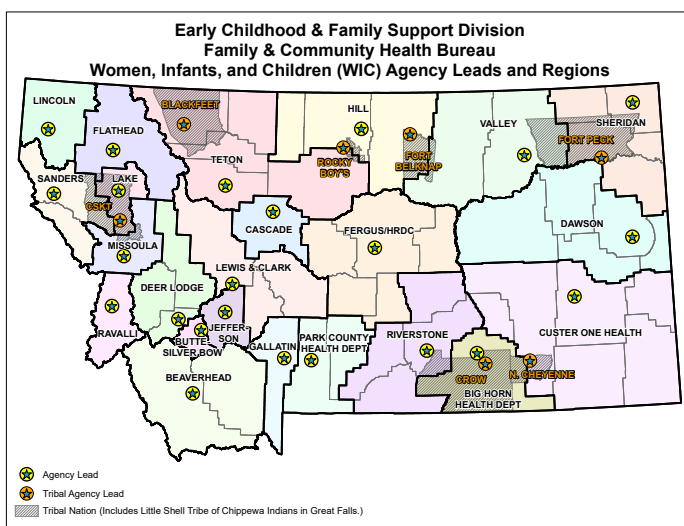 Early Childhood & Family Support Division
Family & Community Health Bureau
Women, Infants, and Children (WIC) Agency Leads and Regions
LINCOLN
BLACKFEET
HILL
VALLEY
SHERIDAN
FLATHEAD
FORT PECK
TETON
ROCKY
BOY'S
FORT
BELKNAP
SANDERS
LAKE
CSKT
MISSOULA
CASCADE
FERGUS/HRDC
DAWSON
LEWIS & CLARK
DEER LODGE
RAVALLI
BUTTE-
SILVER BOW
JEFFER-
SON
GALLATIN
PARK COUNTY
HEALTH DEPT
RIVERSTONE
CUSTER ONE HEALTH
BEAVERHEAD
CROW
N. CHEYENNE
BIG HORN
HEALTH DEPT
Agency Lead
Tribal Agency Lead
Tribal Nation (Includes Little Shell Tribe of Chippewa Indians in Great Falls.)